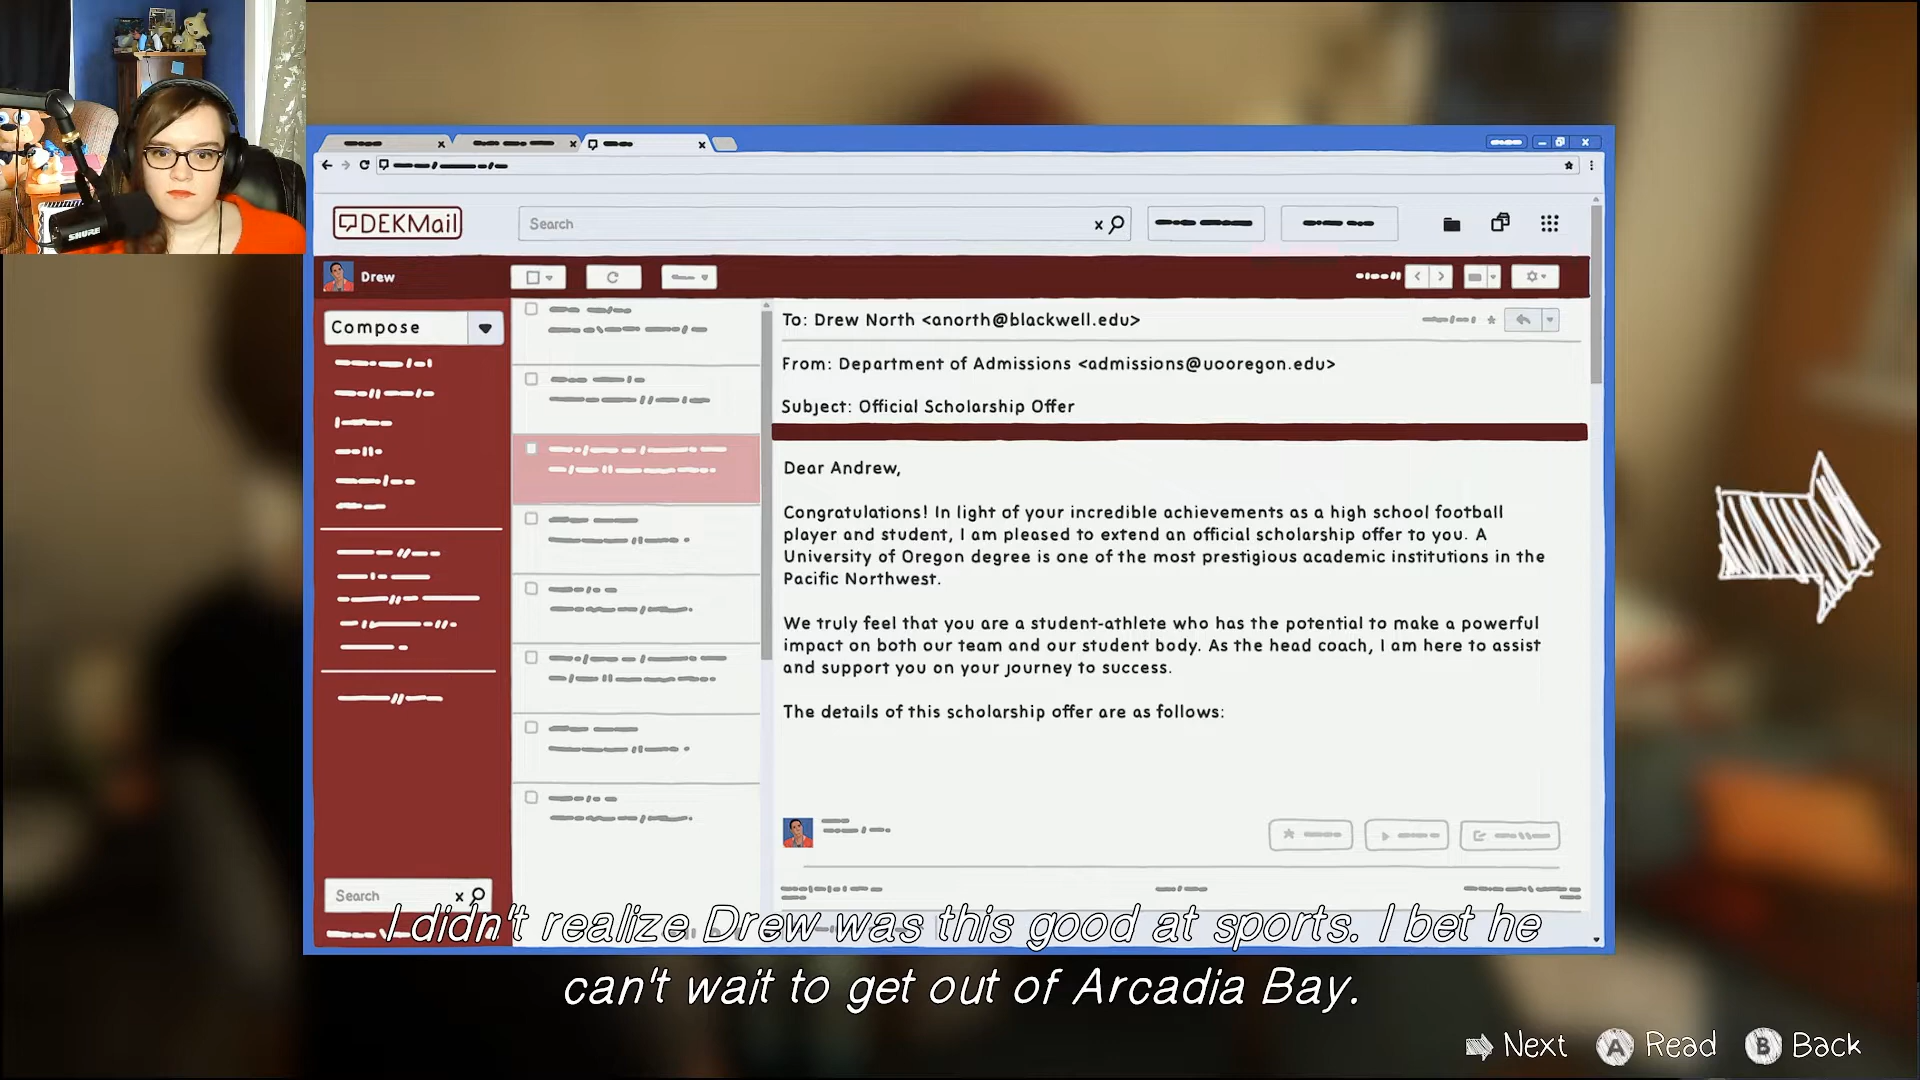 SHURE
DEKMail
Search
Drew
Compose
To: Drew North <anorth@blackwell.edu>
From: Department of Admissions <admissions@uooregon.edu>
Subject: Official Scholarship Offer
Dear Andrew,
Congratulations! In light of your incredible achievements as a high school football
player and student, I am pleased to extend an official scholarship offer to you. A
University of Oregon degree is one of the most prestigious academic institutions in the
Pacific Northwest.
We truly feel that you are a student-athlete who has the potential to make a powerful
impact on both our team and our student body. As the head coach, I am here to assist
and support you on your journey to success.
The details of this scholarship offer are as follows:
Search
I didn't realize Drew was this good at sports. I bet he
can't wait to get out of Arcadia Bay.
Next A Read B Back